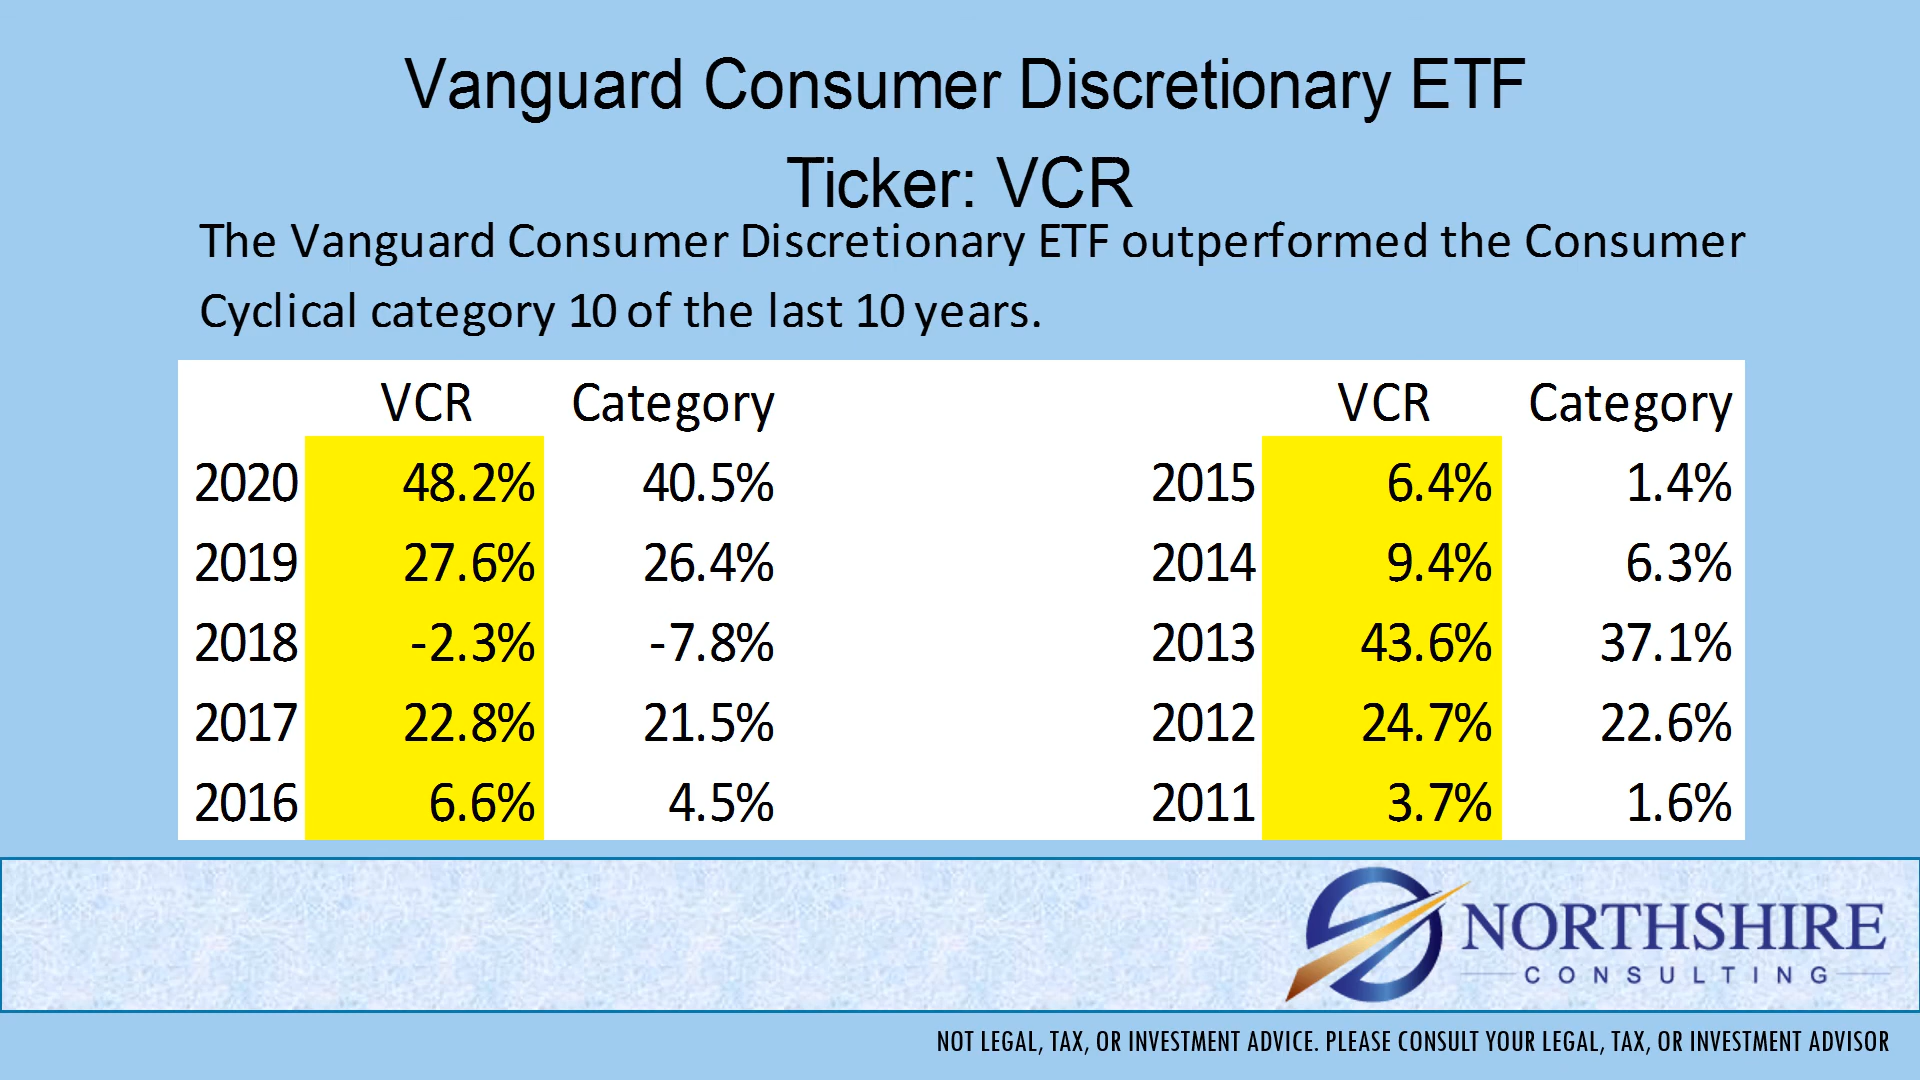 Vanguard Consumer Discretionary ETF
Ticker: VCR
The Vanguard Consumer Discretionary ETF outperformed the Consumer
Cyclical category 10 of the last 10 years.
VCR Category VCR Category
2020 48.2% 40.5% 2015 6.4% 1.4%
2019 27.6% 26.4% 2014 9.4% 6.3%
2018 -2.3% -7.8% 2013 43.6% 37.1%
2017 22.8% 21.5% 2012 24.7% 22.6%
2016 6.6% 4.5% 2011 3.7% 1.6%
NORTHSHIRE
CONSULTING
NOT LEGAL, TAX, OR INVESTMENT ADVICE. PLEASE CONSULT YOUR LEGAL, TAX, OR INVESTMENT ADVISOR